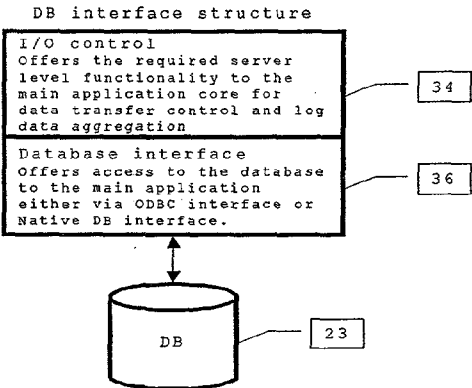 DB interface structure
I/O control
Offers the required server
level functionality to the
main application core for
data transfer control and log
data aggregation
34
Database interface
Offers access to the database
to the main application
either via ODBC interface or
Native DB interface.
36
DB
23